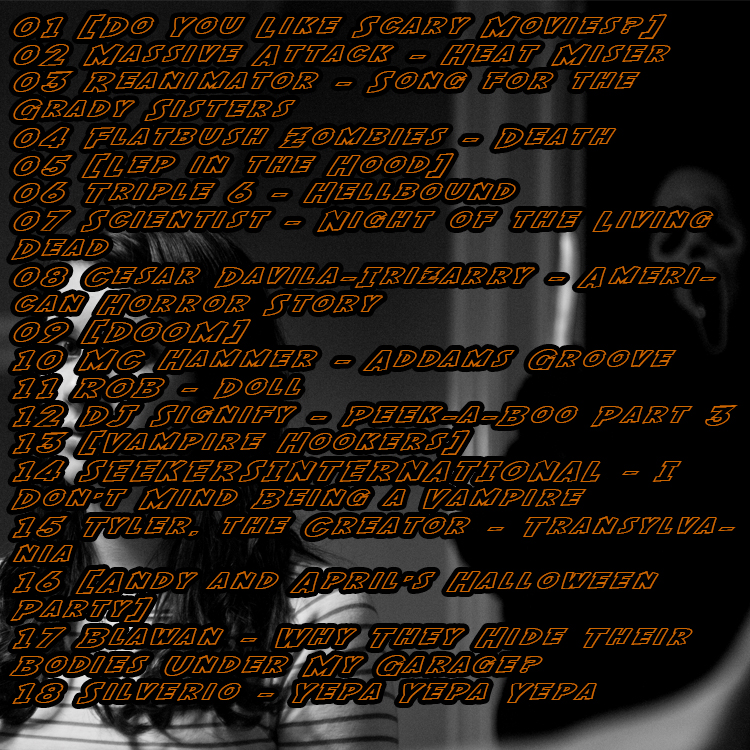 01 [Do You Like Scary Movies?]
02 Massive Attack - Heat Miser
03 Reanimator - Song for the
Grady Sisters
04 Flatbush Zombies - Death
05 [Lep in the Hood]
06 Triple 6 - Hellbound
07 Scientist - Night of the Living
Dead
08 Cesar Davila-Irizarry - Ameri-
can Horror Story
09 [DOOM]
10 MC Hammer - Addams Groove
11 ROB - Doll
12 DJ Signify - Peek-a-Boo Part 3
13 [Vampire Hookers]
14 SEEKERSINTERNATIONAL - I
Don't Mind Being a Vampire
15 Tyler, the Creator - Transylva-
nia
16 [Andy and April's Halloween
Party]
17 Blawan - Why They Hide Their
Bodies Under My Garage?
18 Silverio - Yepa Yepa Yepa